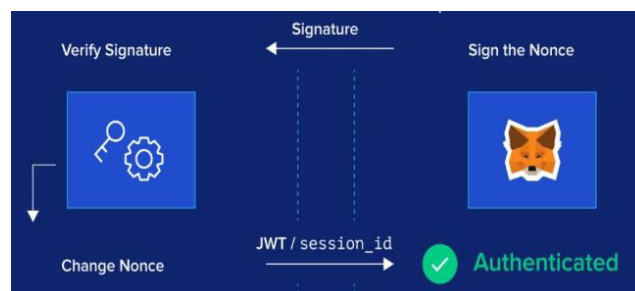 Signature
Verify Signature
Sign the Nonce
JWT / session_id
Change Nonce
Authenticated